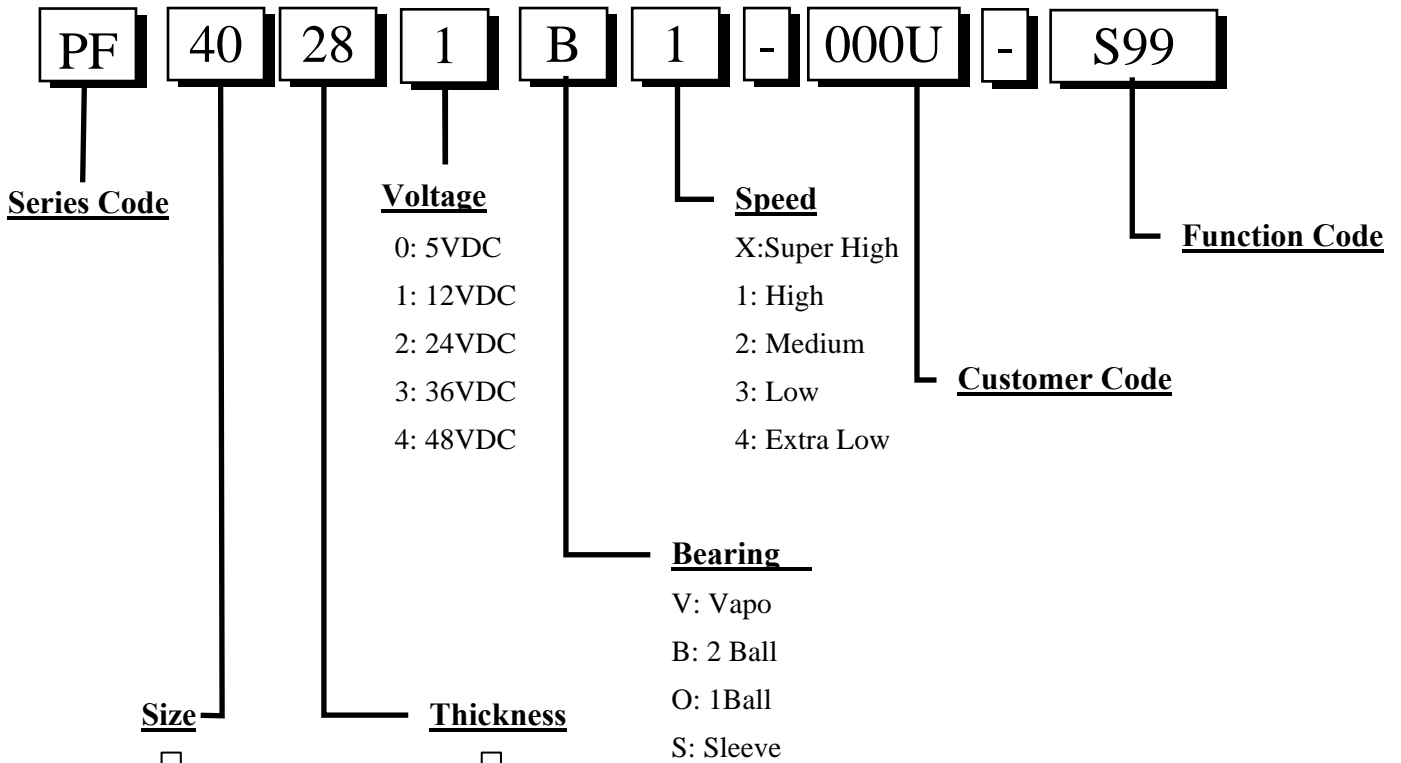 PF 40 28 1 B 1 - 000U - S99
Series Code
Voltage
0: 5VDC
1: 12VDC
2: 24VDC
3: 36VDC
4: 48VDC
Speed
X:Super High
1: High
2: Medium
3: Low
4: Extra Low
Function Code
Customer Code
Bearing
V: Vapo
B: 2 Ball
O: 1Ball
S: Sleeve
Size
Thickness